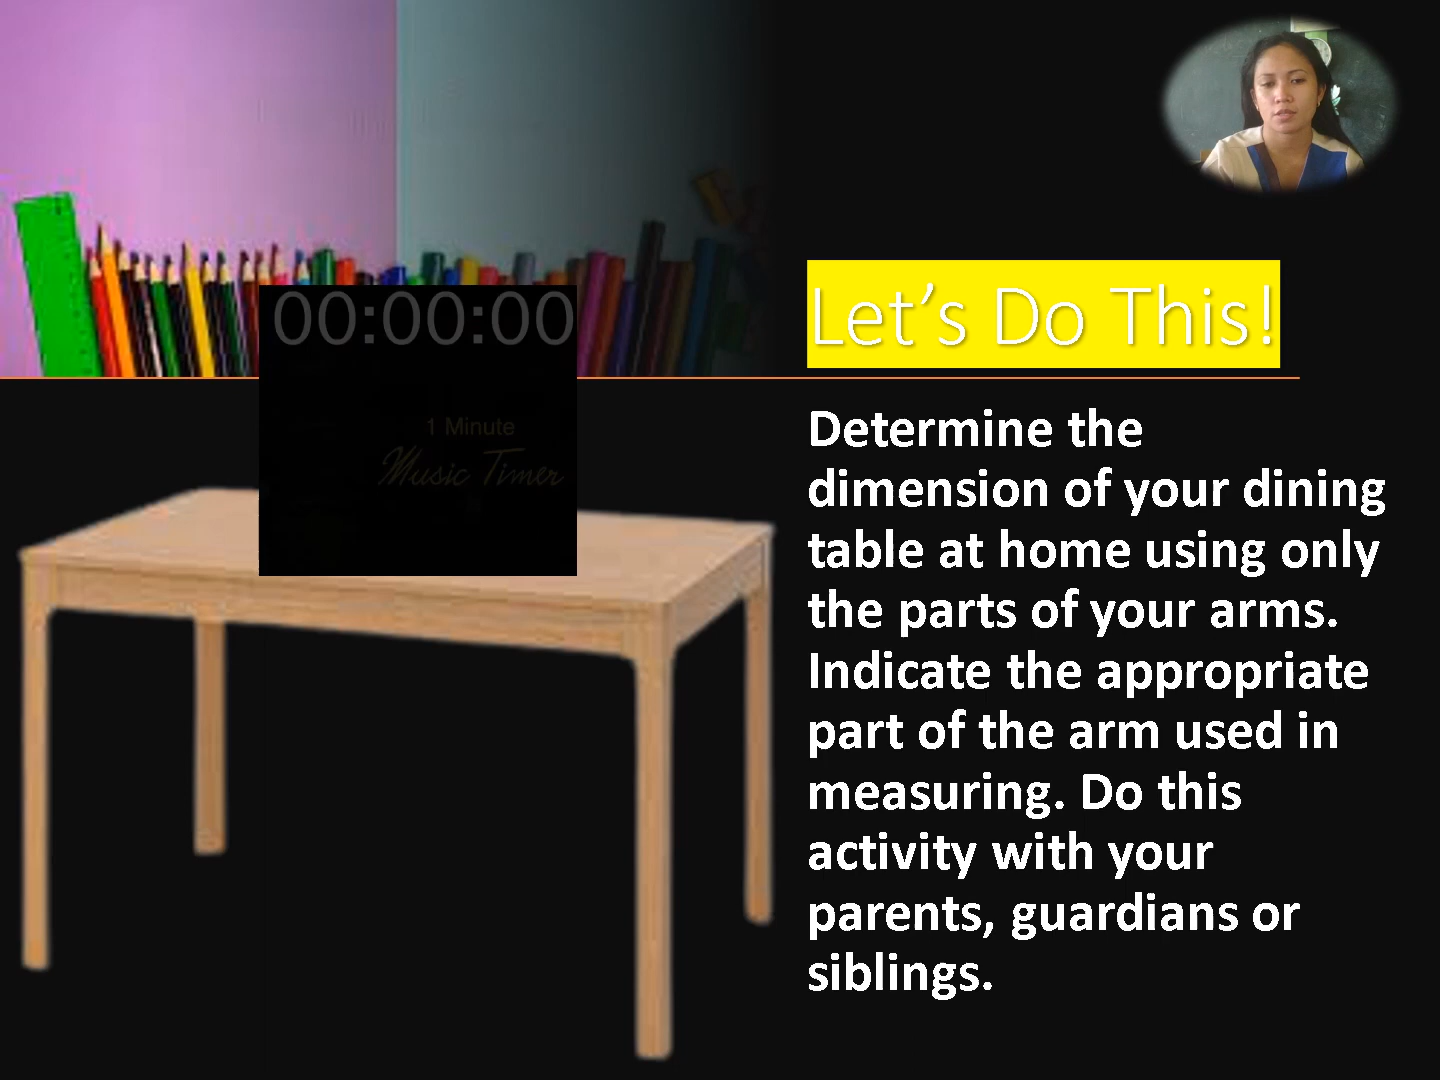 Let's Do This!
00:00:00
1 Minute
Music Timer
Determine the
dimension of your dining
table at home using only
the parts of your arms.
Indicate the appropriate
part of the arm used in
measuring. Do this
activity with your
parents, guardians or
siblings.